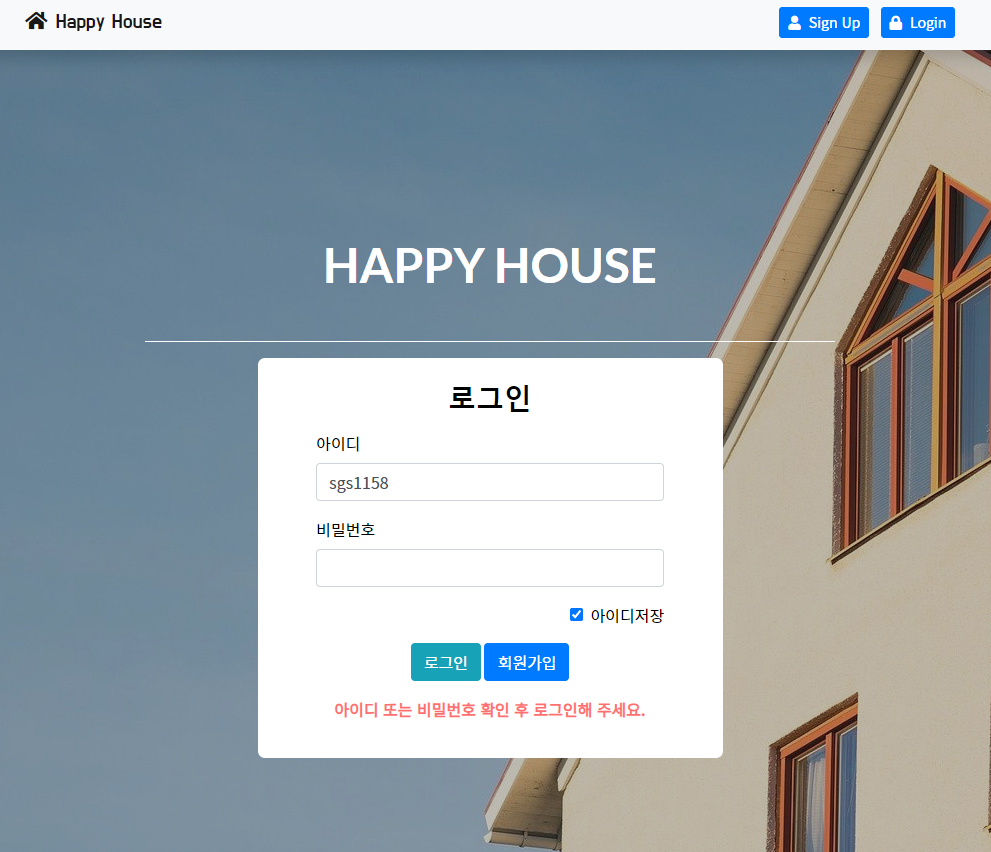 Happy House
Sign Up
Login
HAPPY HOUSE
로그인
아이디
sgs1158
비밀번호
아이디저장
로그인 회원가입
아이디 또는 비밀번호 확인 후 로그인해 주세요.